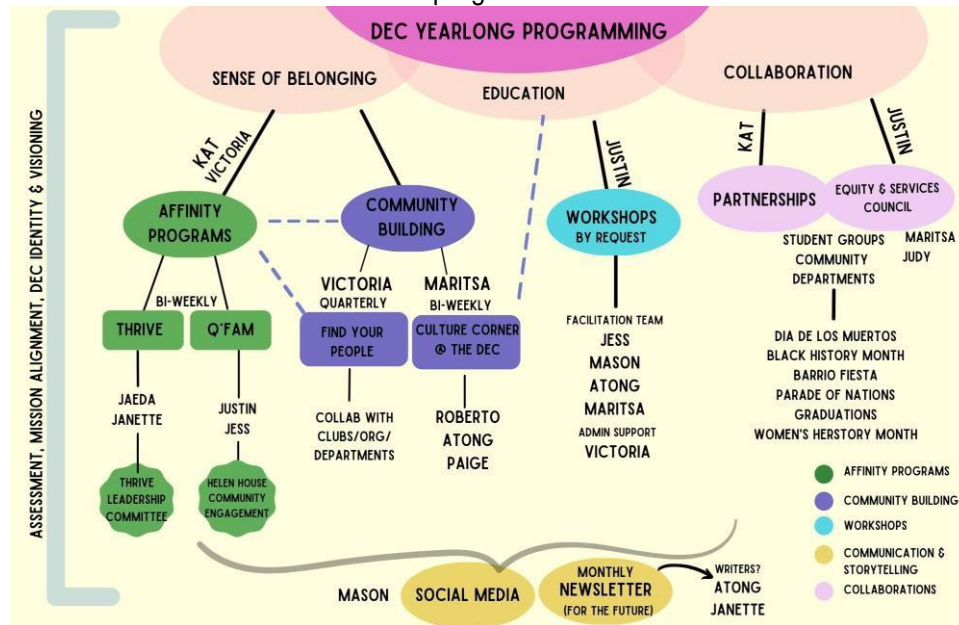 DEC YEARLONG PROGRAMMING
SENSE OF BELONGING
EDUCATION
COLLABORATION
ASSESSMENT, MISSION ALIGNMENT, DEC IDENTITY & VISIONING
KAT
VICTORIA
JUSTIN
KAT
JUSTIN
AFFINITY
PROGRAMS
COMMUNITY
BUILDING
WORKSHOPS
BY REQUEST
PARTNERSHIPS
EQUITY & SERVICES
COUNCIL
STUDENT GROUPS
COMMUNITY
DEPARTMENTS
MARITSA
JUDY
BI-WEEKLY
THRIVE
Q'FAM
VICTORIA
QUARTERLY
FIND YOUR
PEOPLE
MARITSA
BI-WEEKLY
CULTURE CORNER
@ THE DEC
FACILITATION TEAM
JESS
MASON
ATONG
MARITSA
ADMIN SUPPORT
VICTORIA
DIA DE LOS MUERTOS
BLACK HISTORY MONTH
BARRIO FIESTA
PARADE OF NATIONS
GRADUATIONS
WOMEN'S HERSTORY MONTH
JAEDA
JANETTE
JUSTIN
JESS
COLLAB WITH
CLUBS/ORG/
DEPARTMENTS
ROBERTO
ATONG
PAIGE
THRIVE
LEADERSHIP
COMMITTEE
HELEN HOUSE
COMMUNITY
ENGAGEMENT
AFFINITY PROGRAMS
COMMUNITY BUILDING
WORKSHOPS
COMMUNICATION &
STORYTELLING
COLLABORATIONS
MASON
SOCIAL MEDIA
MONTHLY
NEWSLETTER
(FOR THE FUTURE)
WRITERS?
ATONG
JANETTE